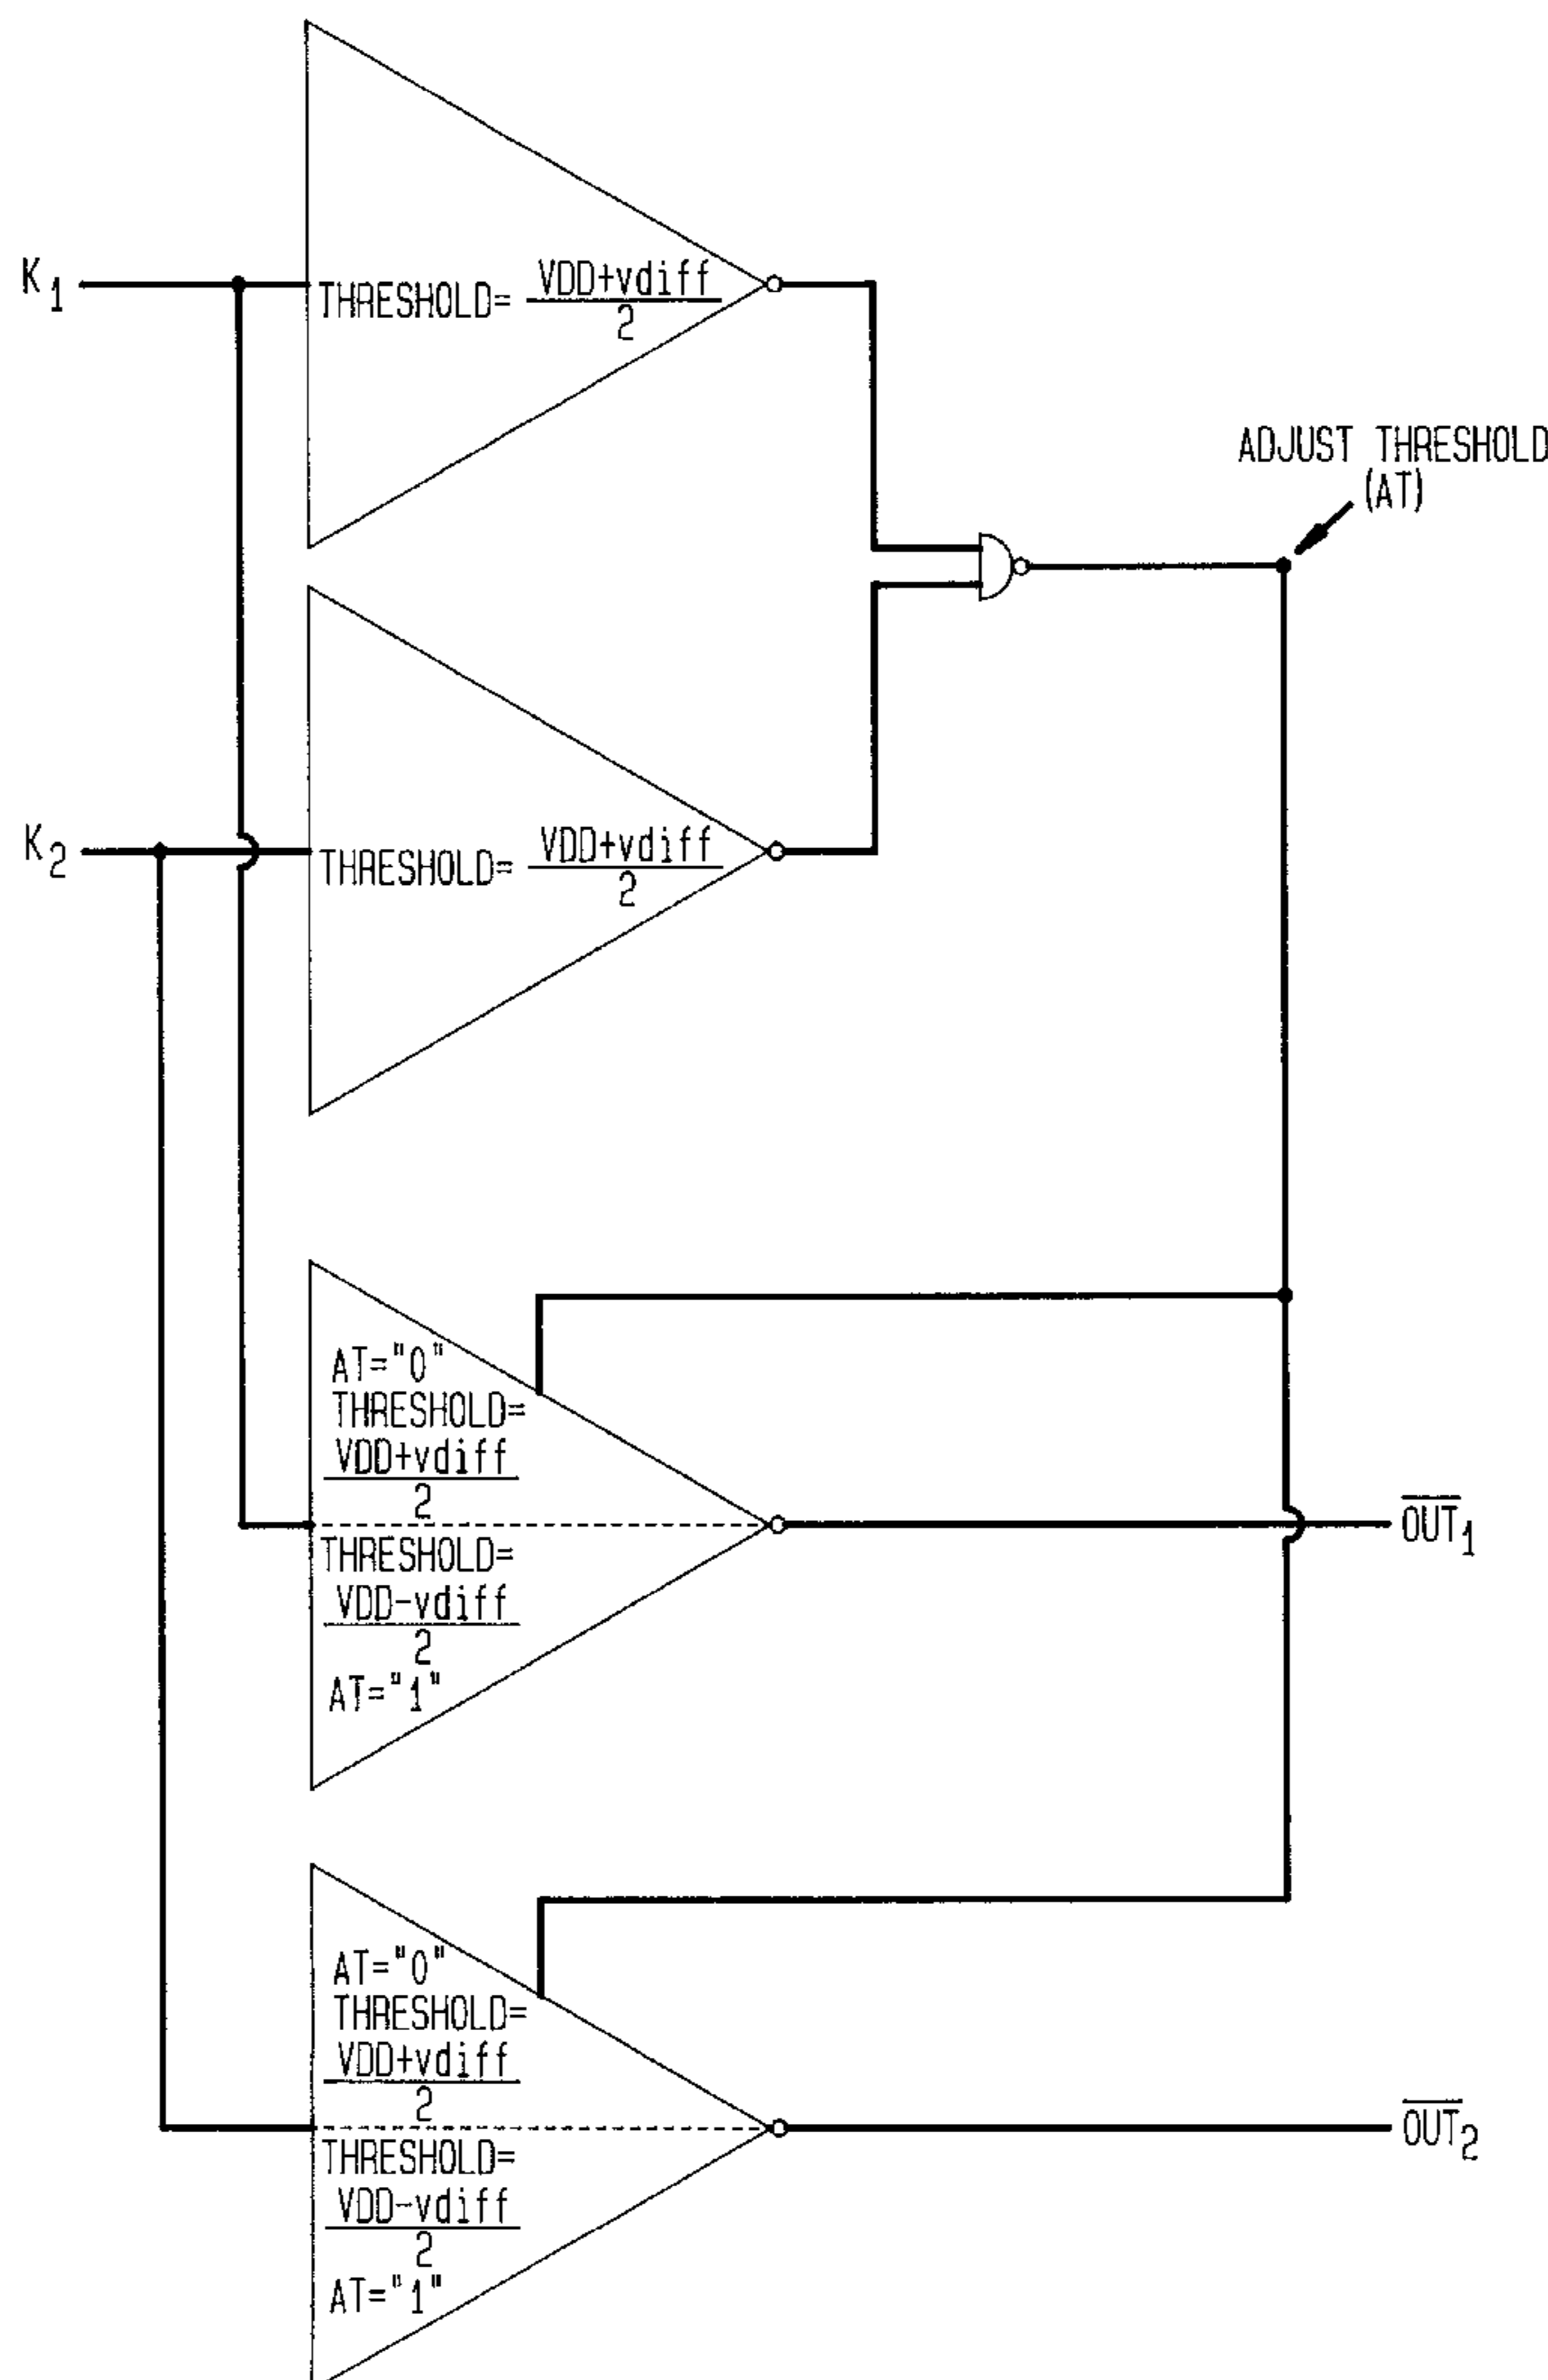 K1
THRESHOLD= VDD+vdiff
2
ADJUST THRESHOLD
(AT)
K2
THRESHOLD= VDD+vdiff
2
AT="0"
THRESHOLD=
VDD+vdiff
2
THRESHOLD=
VDD-vdiff
2
AT="1"
OUT1
AT="0"
THRESHOLD=
VDD+vdiff
2
THRESHOLD=
VDD-vdiff
2
AT="1"
OUT2